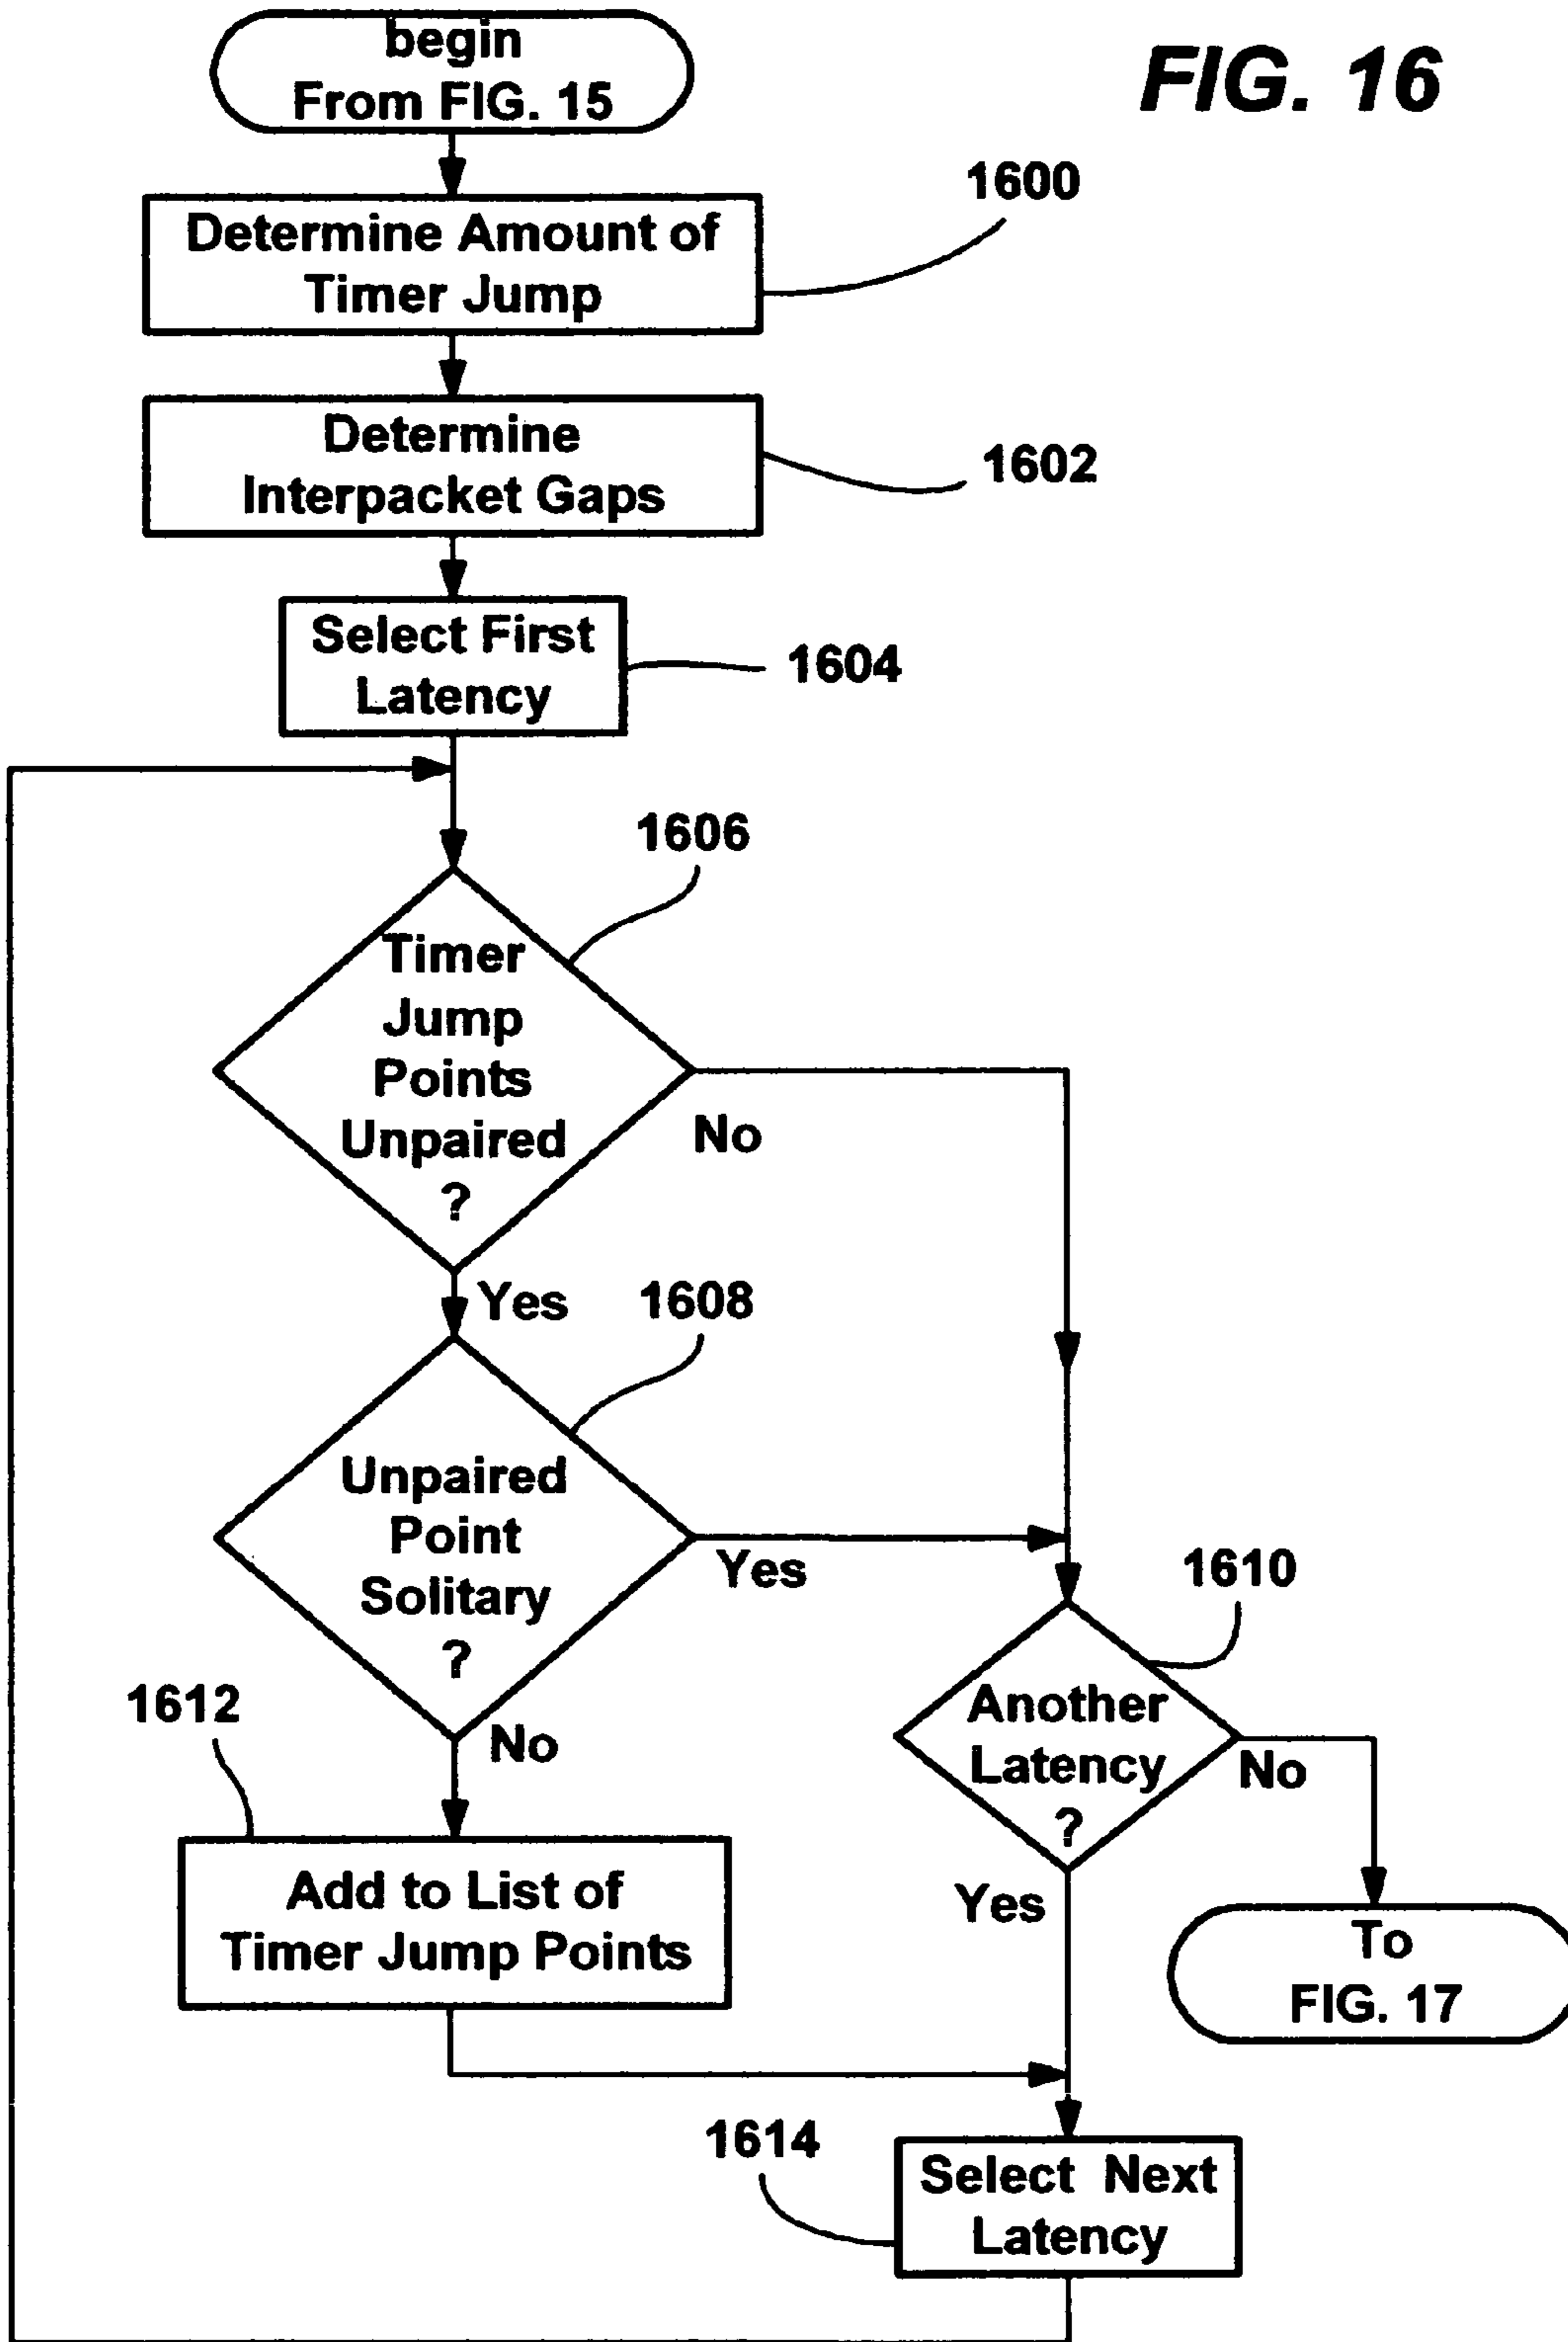 begin
From FIG. 15
FIG. 16
1600
Determine Amount of
Timer Jump
Determine
Interpacket Gaps
1602
Select First
Latency
1604
1606
Timer
Jump
Points
Unpaired
?
No
Yes
1608
Unpaired
Point
Solitary
?
Yes
1610
Another
Latency
?
No
1612
No
Add to List of
Timer Jump Points
Yes
To
FIG. 17
1614
Select Next
Latency